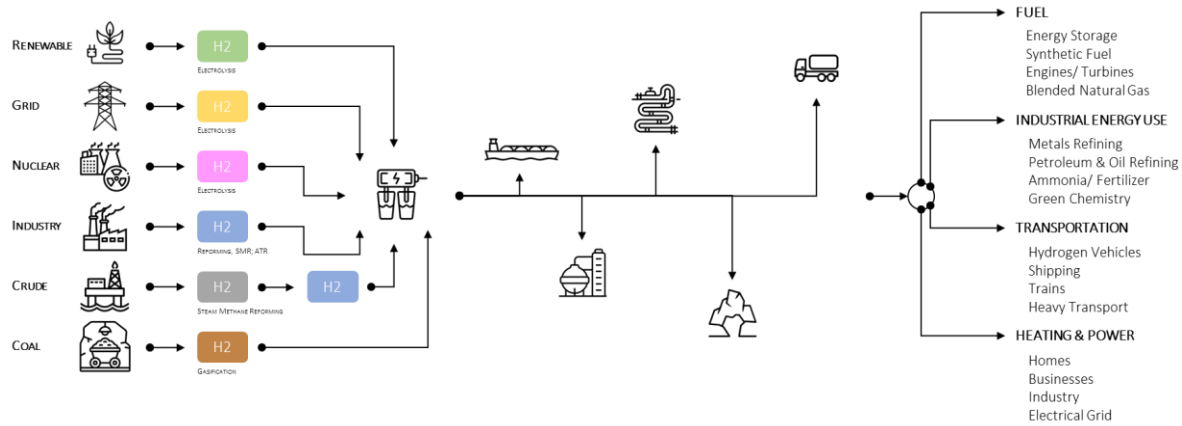 RENEWABLE
H2
ELECTROLYSIS
GRID
H2
ELECTROLYSIS
NUCLEAR
H2
ELECTROLYSIS
INDUSTRY
H2
REFORMING, SMR; ATR
CRUDE
H2
STEAM METHANE REFORMING
H2
COAL
H2
GASIFICATION
FUEL
Energy Storage
Synthetic Fuel
Engines/ Turbines
Blended Natural Gas
INDUSTRIAL ENERGY USE
Metals Refining
Petroleum & Oil Refining
Ammonia/ Fertilizer
Green Chemistry
TRANSPORTATION
Hydrogen Vehicles
Shipping
Trains
Heavy Transport
HEATING & POWER
Homes
Businesses
Industry
Electrical Grid